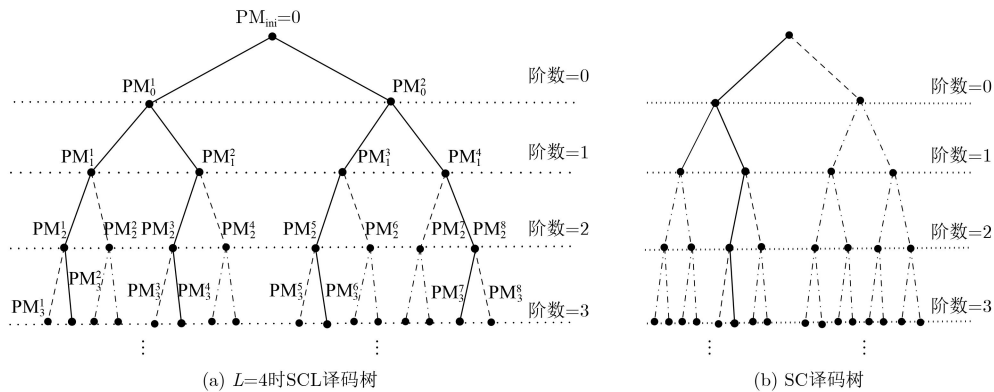 PM_ini=0
PM_0^1 PM_0^2 阶数=0
PM_1^1 PM_1^2 PM_1^3 PM_1^4 阶数=1
PM_2^1 PM_2^2 PM_2^3 PM_2^4 PM_2^5 PM_2^6 PM_2^7 PM_2^8 阶数=2
PM_3^1 PM_3^2 PM_3^3 PM_3^4 PM_3^5 PM_3^6 PM_3^7 PM_3^8 阶数=3
⋮ ⋮
(a) L=4时SCL译码树
阶数=0
阶数=1
阶数=2
阶数=3
⋮ ⋮
(b) SC译码树